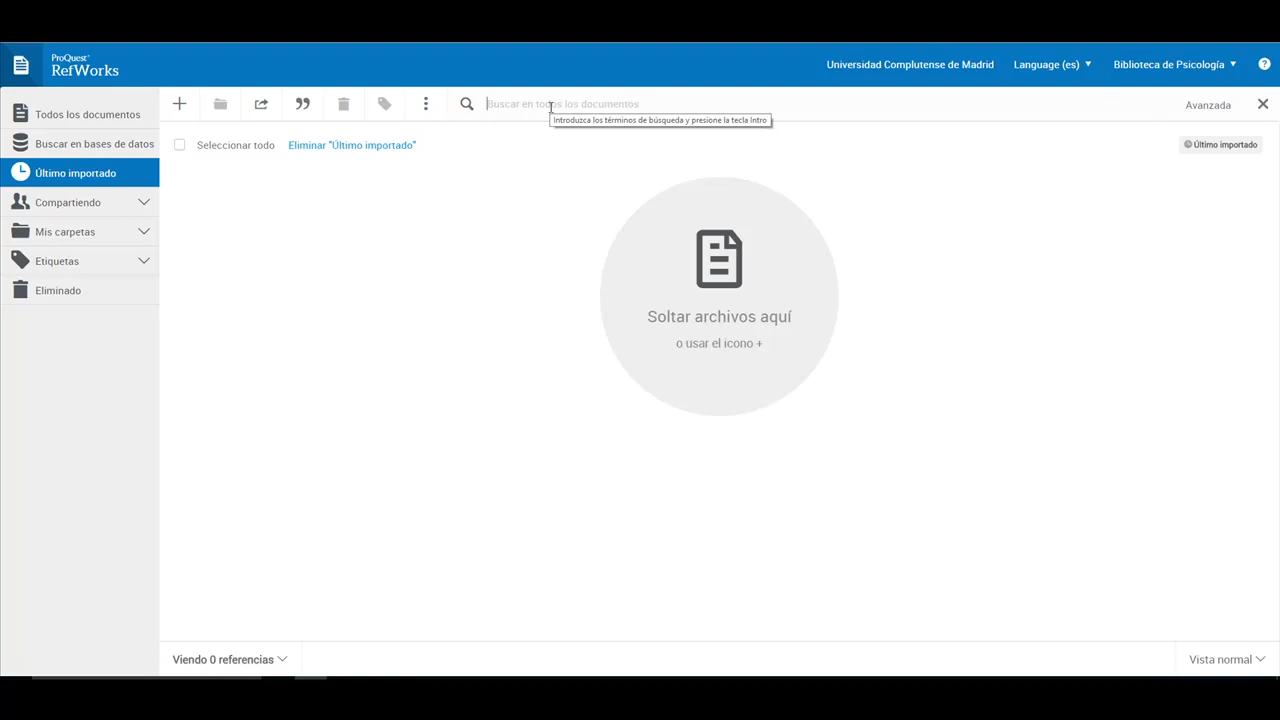 ProQuest
RefWorks
Universidad Complutense de Madrid
Language (es)
Biblioteca de Psicología
?
Todos los documentos
Buscar en bases de datos
Último importado
Compartiendo
Mis carpetas
Etiquetas
Eliminado
Buscar en todos los documentos
Introduzca los términos de búsqueda y presione la tecla Intro
Avanzada
Seleccionar todo
Eliminar "Último importado"
Último importado
Soltar archivos aquí
o usar el icono +
Viendo 0 referencias
Vista normal